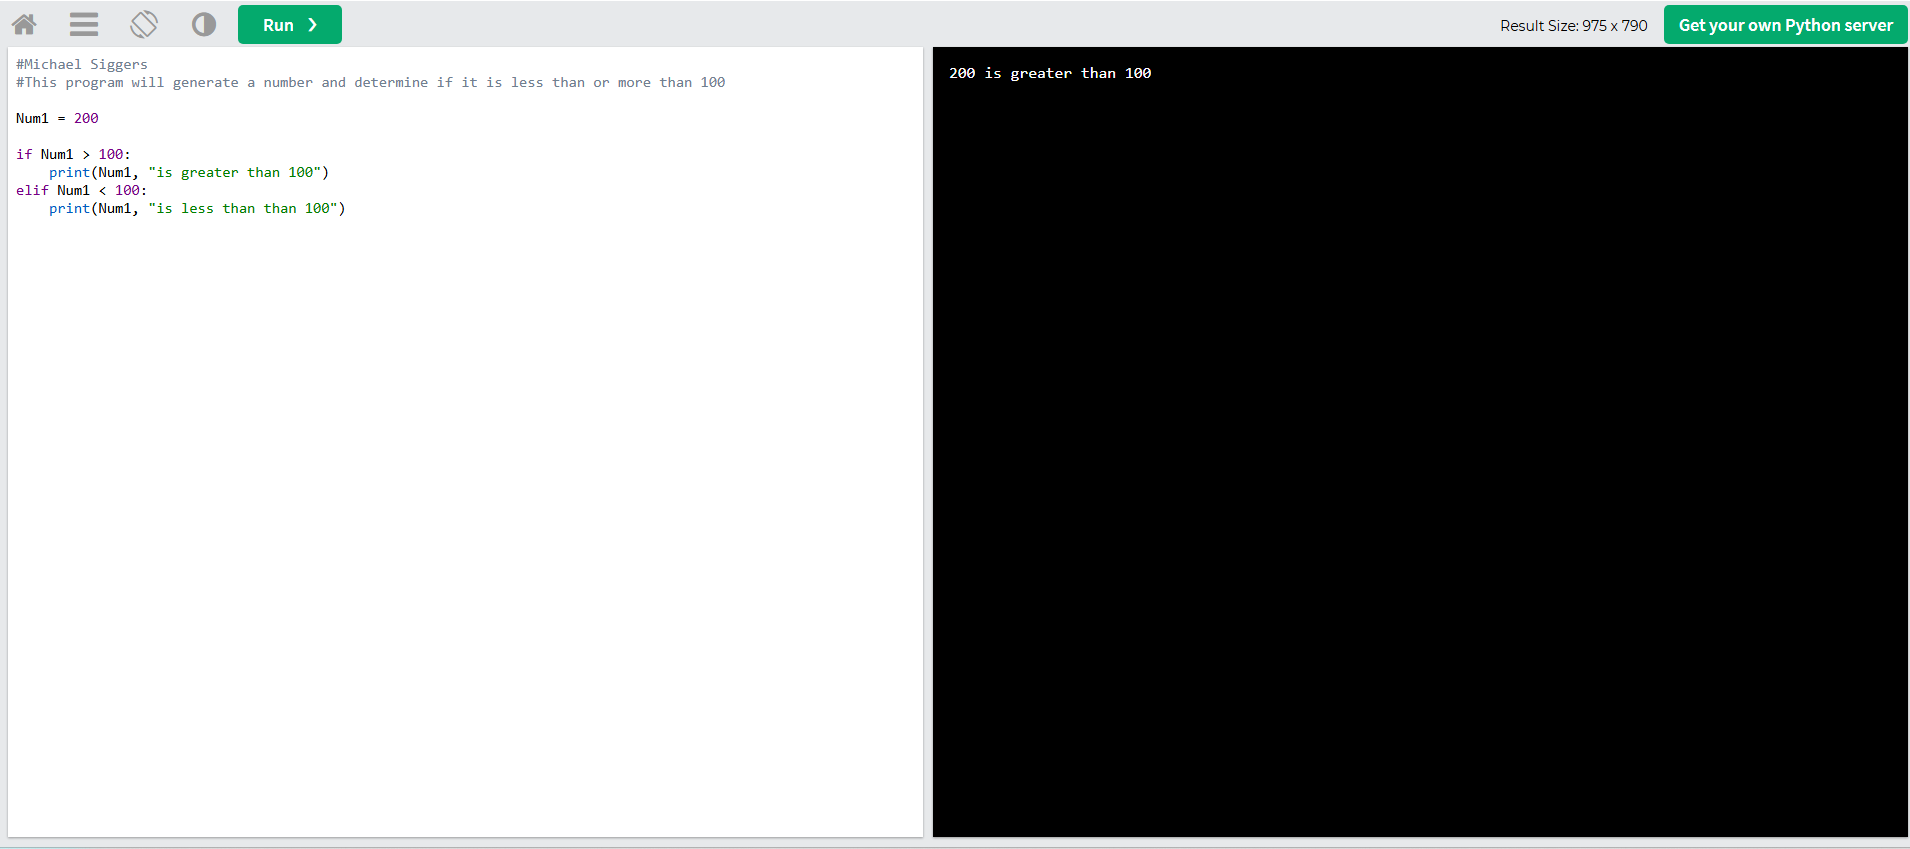 Run ❯
Result Size: 975 x 790
Get your own Python server
#Michael Siggers
#This program will generate a number and determine if it is less than or more than 100
Num1 = 200
if Num1 > 100:
    print(Num1, "is greater than 100")
elif Num1 < 100:
    print(Num1, "is less than than 100")
200 is greater than 100